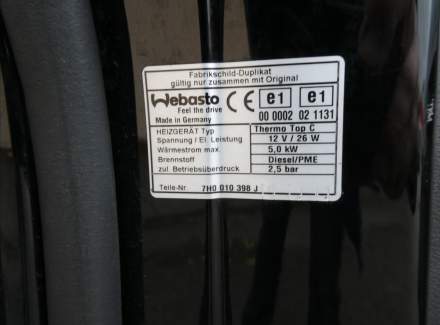 Fabrikschild-Duplikat
gültig nur zusammen mit Original
Webasto CE e1 e1
Feel the drive 00 0002 02 1131
Made in Germany
HEIZGERÄT Typ Thermo Top C
Spannung / El. Leistung 12 V / 26 W
Wärmestrom max. 5,0 kW
Brennstoff Diesel/PME
zul. Betriebsüberdruck 2,5 bar
Teile-Nr 7H0 010 398 J